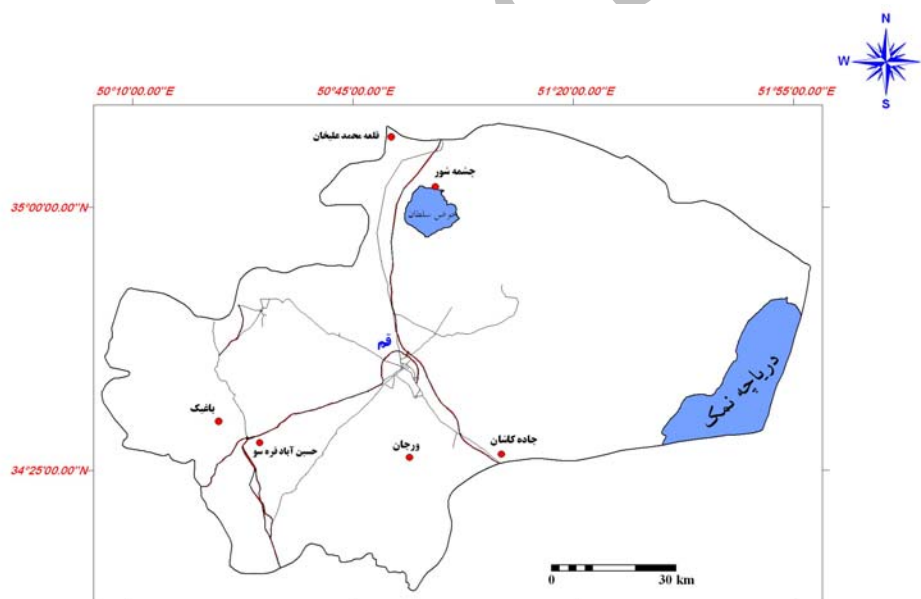 N
W
S
50°10'00.00"E 50°45'00.00"E 51°20'00.00"E 51°55'00.00"E
قلعه محمد علیخان
چشمه شور
35°00'00.00"N
حوض سلطان
قم
دریاچه نمک
باغیک
حسین آباد قره سو
ورجان
جاده کاشان
34°25'00.00"N
0 30 km